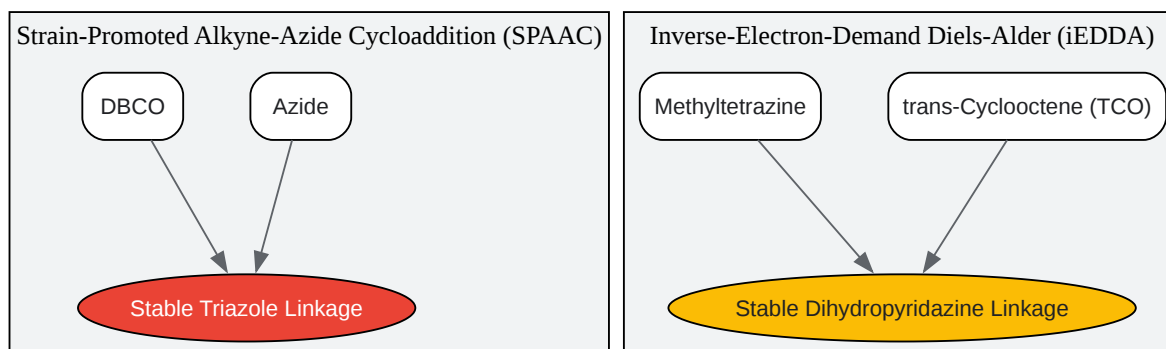 Strain-Promoted Alkyne-Azide Cycloaddition (SPAAC)
DBCO
Azide
Stable Triazole Linkage
Inverse-Electron-Demand Diels-Alder (iEDDA)
Methyltetrazine
trans-Cyclooctene (TCO)
Stable Dihydropyridazine Linkage